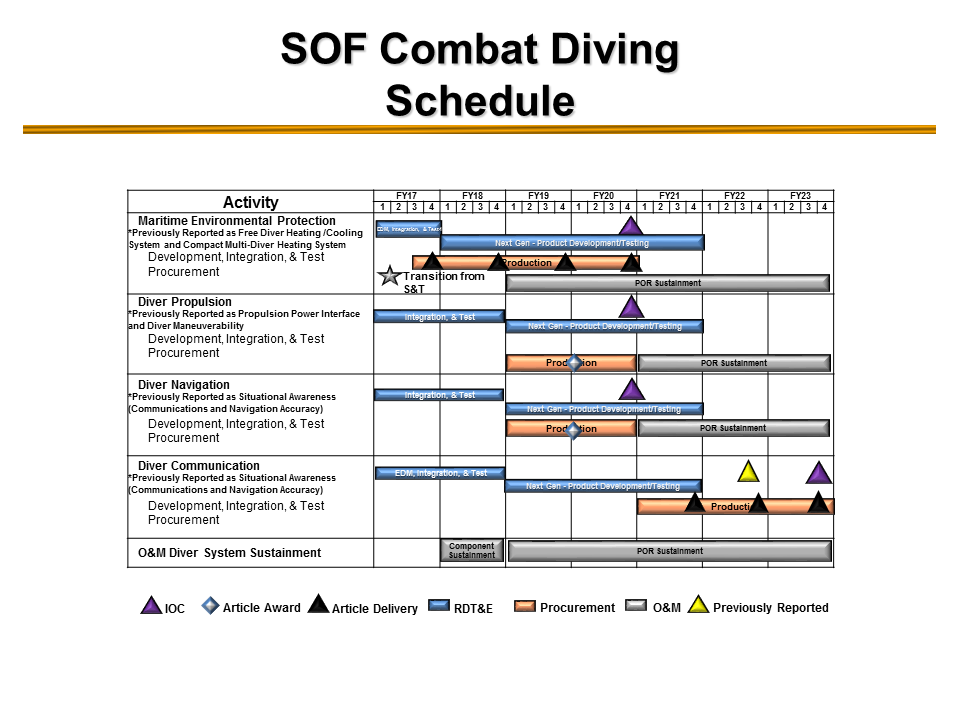 SOF Combat Diving
Schedule
Activity
FY17 FY18 FY19 FY20 FY21 FY22 FY23
1 2 3 4 1 2 3 4 1 2 3 4 1 2 3 4 1 2 3 4 1 2 3 4 1 2 3 4
Maritime Environmental Protection
*Previously Reported as Free Diver Heating /Cooling
System and Compact Multi-Diver Heating System
Development, Integration, & Test
Procurement
EDM, Integration, & Test
Next Gen - Product Development/Testing
Production
Transition from
S&T
POR Sustainment
Diver Propulsion
*Previously Reported as Propulsion Power Interface
and Diver Maneuverability
Development, Integration, & Test
Procurement
Integration, & Test
Next Gen - Product Development/Testing
Production
POR Sustainment
Diver Navigation
*Previously Reported as Situational Awareness
(Communications and Navigation Accuracy)
Development, Integration, & Test
Procurement
Integration, & Test
Next Gen - Product Development/Testing
Production
POR Sustainment
Diver Communication
*Previously Reported as Situational Awareness
(Communications and Navigation Accuracy)
Development, Integration, & Test
Procurement
EDM, Integration, & Test
Next Gen - Product Development/Testing
Production
O&M Diver System Sustainment
Component
Sustainment
POR Sustainment
IOC Article Award Article Delivery RDT&E Procurement O&M Previously Reported